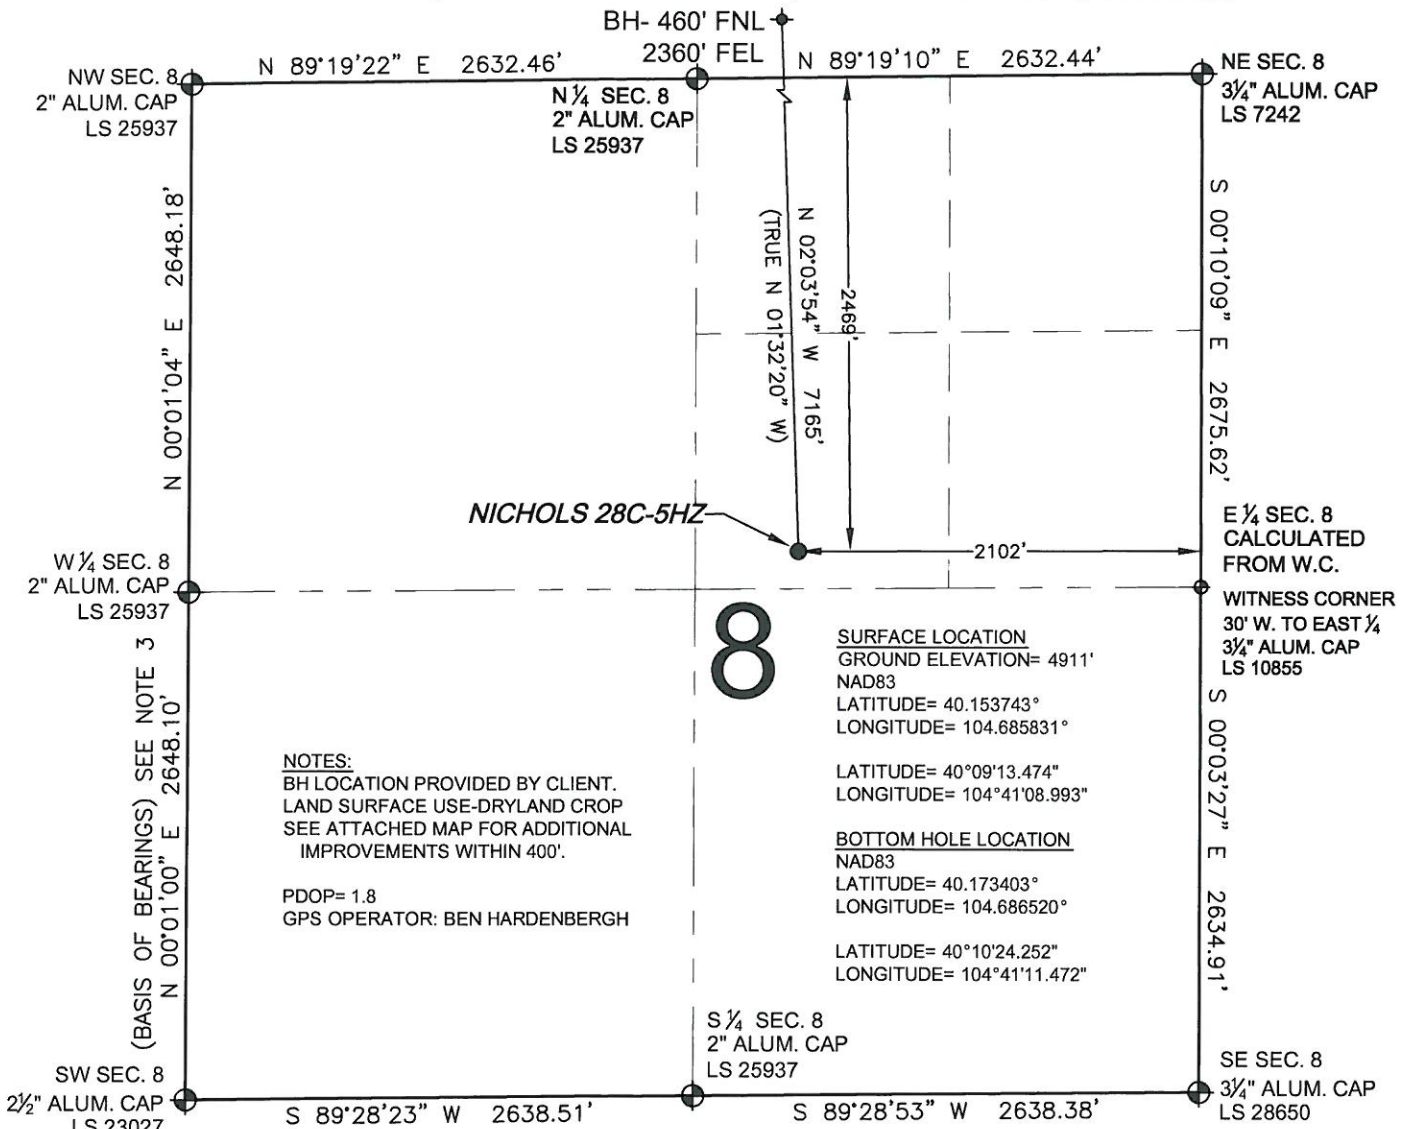 BH- 460' FNL
2360' FEL
N 89°19'22" E 2632.46'
N 89°19'10" E 2632.44'
NW SEC. 8
2" ALUM. CAP
LS 25937
N ¼ SEC. 8
2" ALUM. CAP
LS 25937
NE SEC. 8
3¼" ALUM. CAP
LS 7242
N 00°01'04" E 2648.18'
N 02°03'54" W 7165'
(TRUE N 01°32'20" W)
2469'
S 00°10'09" E 2675.62'
NICHOLS 28C-5HZ
2102'
E ¼ SEC. 8
CALCULATED
FROM W.C.
W ¼ SEC. 8
2" ALUM. CAP
LS 25937
WITNESS CORNER
30' W. TO EAST ¼
3¼" ALUM. CAP
LS 10855
8
SURFACE LOCATION
GROUND ELEVATION= 4911'
NAD83
LATITUDE= 40.153743°
LONGITUDE= 104.685831°
LATITUDE= 40°09'13.474"
LONGITUDE= 104°41'08.993"
BOTTOM HOLE LOCATION
NAD83
LATITUDE= 40.173403°
LONGITUDE= 104.686520°
LATITUDE= 40°10'24.252"
LONGITUDE= 104°41'11.472"
NOTES:
BH LOCATION PROVIDED BY CLIENT.
LAND SURFACE USE-DRYLAND CROP
SEE ATTACHED MAP FOR ADDITIONAL
IMPROVEMENTS WITHIN 400'.
PDOP= 1.8
GPS OPERATOR: BEN HARDENBERGH
(BASIS OF BEARINGS) SEE NOTE 3
N 00°01'00" E 2648.10'
S 00°03'27" E 2634.91'
S ¼ SEC. 8
2" ALUM. CAP
LS 25937
SW SEC. 8
2½" ALUM. CAP
LS 23027
S 89°28'23" W 2638.51'
S 89°28'53" W 2638.38'
SE SEC. 8
3¼" ALUM. CAP
LS 28650